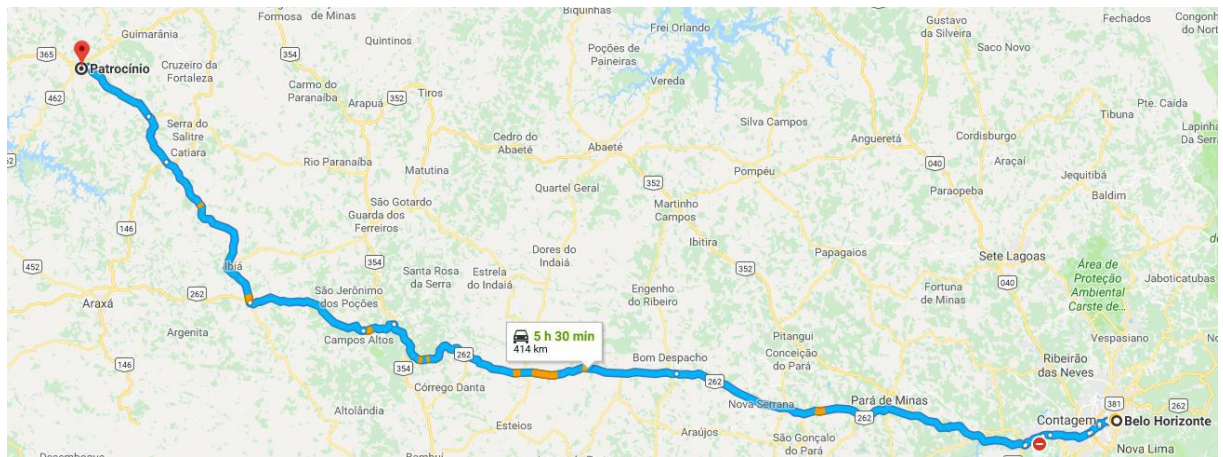 Biquinhas
Fechados
Congonh
do Nort
Formosa
de Minas
Frei Orlando
Gustavo
da Silveira
Saco Novo
Guimarânia
Quintinos
354
Poções de
Paineiras
365
Patrocínio
Cruzeiro da
Fortaleza
Vereda
462
Carmo do
Paranaíba
Arapuá
352
Tiros
Pte. Caída
Tibuna
Silva Campos
Angueretá
Cordisburgo
Lapinh
Da Serra
Serra do
Salitre
Catiara
Cedro do
Abaeté
Abaeté
Araçaí
Rio Paranaíba
Matutina
Pompéu
040
Jequitibá
Quartel Geral
352
Paraopeba
Baldim
São Gotardo
Guarda dos
Ferreiros
Martinho
Campos
146
Dores do
Indaiá
Ibitira
Papagaios
Sete Lagoas
452
Ibiá
354
Santa Rosa
da Serra
Estrela
do Indaiá
352
Área de
Proteção
Ambiental
Carste de...
Jaboticatubas
Araxá
262
São Jerônimo
dos Poções
Engenho
do Ribeiro
Fortuna
de Minas
040
Argenita
Campos Altos
5 h 30 min
414 km
Pitangui
Vespasiano
146
354
262
Bom Despacho
Conceição
do Pará
Ribeirão
das Neves
Córrego Danta
262
Altolândia
Nova Serrana
Pará de Minas
381
262
Esteios
262
Contagem
Belo Horizonte
Araújos
São Gonçalo
do Pará
Nova Lima